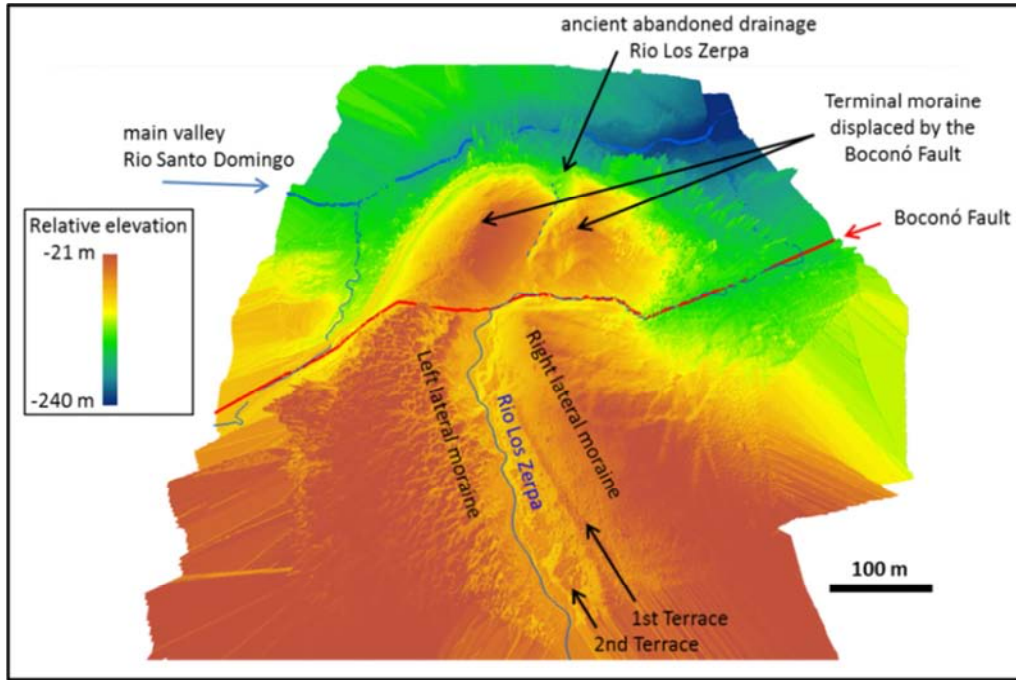 ancient abandoned drainage
Rio Los Zerpa
Terminal moraine
displaced by the
Boconó Fault
main valley
Rio Santo Domingo
Boconó Fault
Relative elevation
-21 m
-240 m
Left lateral moraine
Rio Los Zerpa
Right lateral moraine
100 m
1st Terrace
2nd Terrace